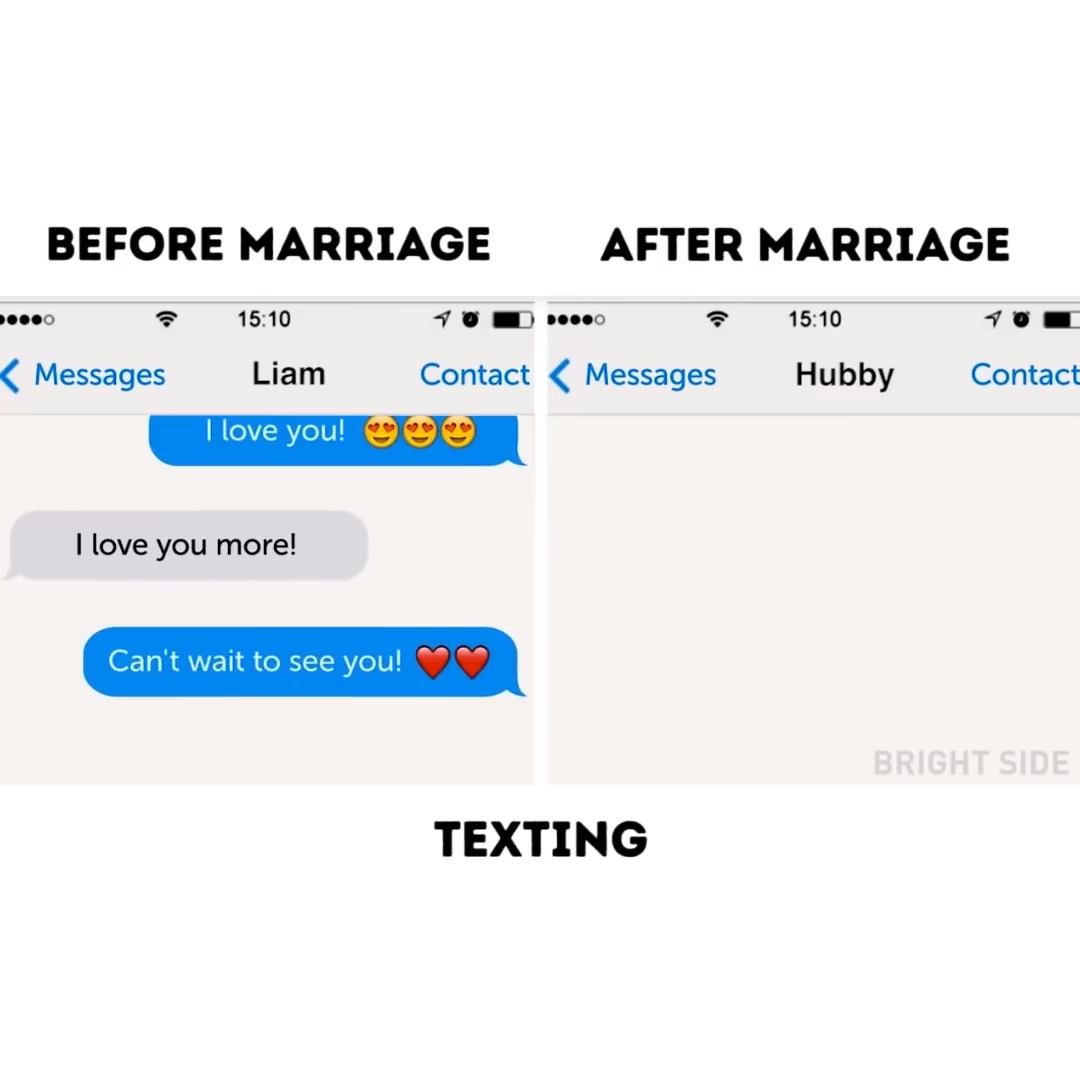 BEFORE MARRIAGE
AFTER MARRIAGE
15:10
Messages
Liam
Contact
I love you! 😍😍😍
I love you more!
Can't wait to see you! ❤️❤️
15:10
Messages
Hubby
Contact
BRIGHT SIDE
TEXTING